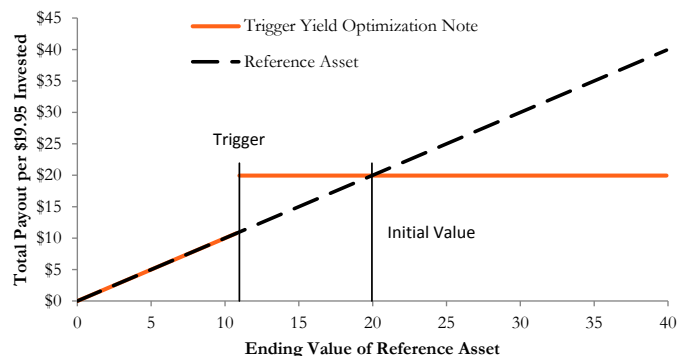 $45
$40
$35
$30
$25
$20
$15
$10
$5
$0
Total Payout per $19.95 Invested
Trigger Yield Optimization Note
Reference Asset
Trigger
Initial Value
0 5 10 15 20 25 30 35 40
Ending Value of Reference Asset